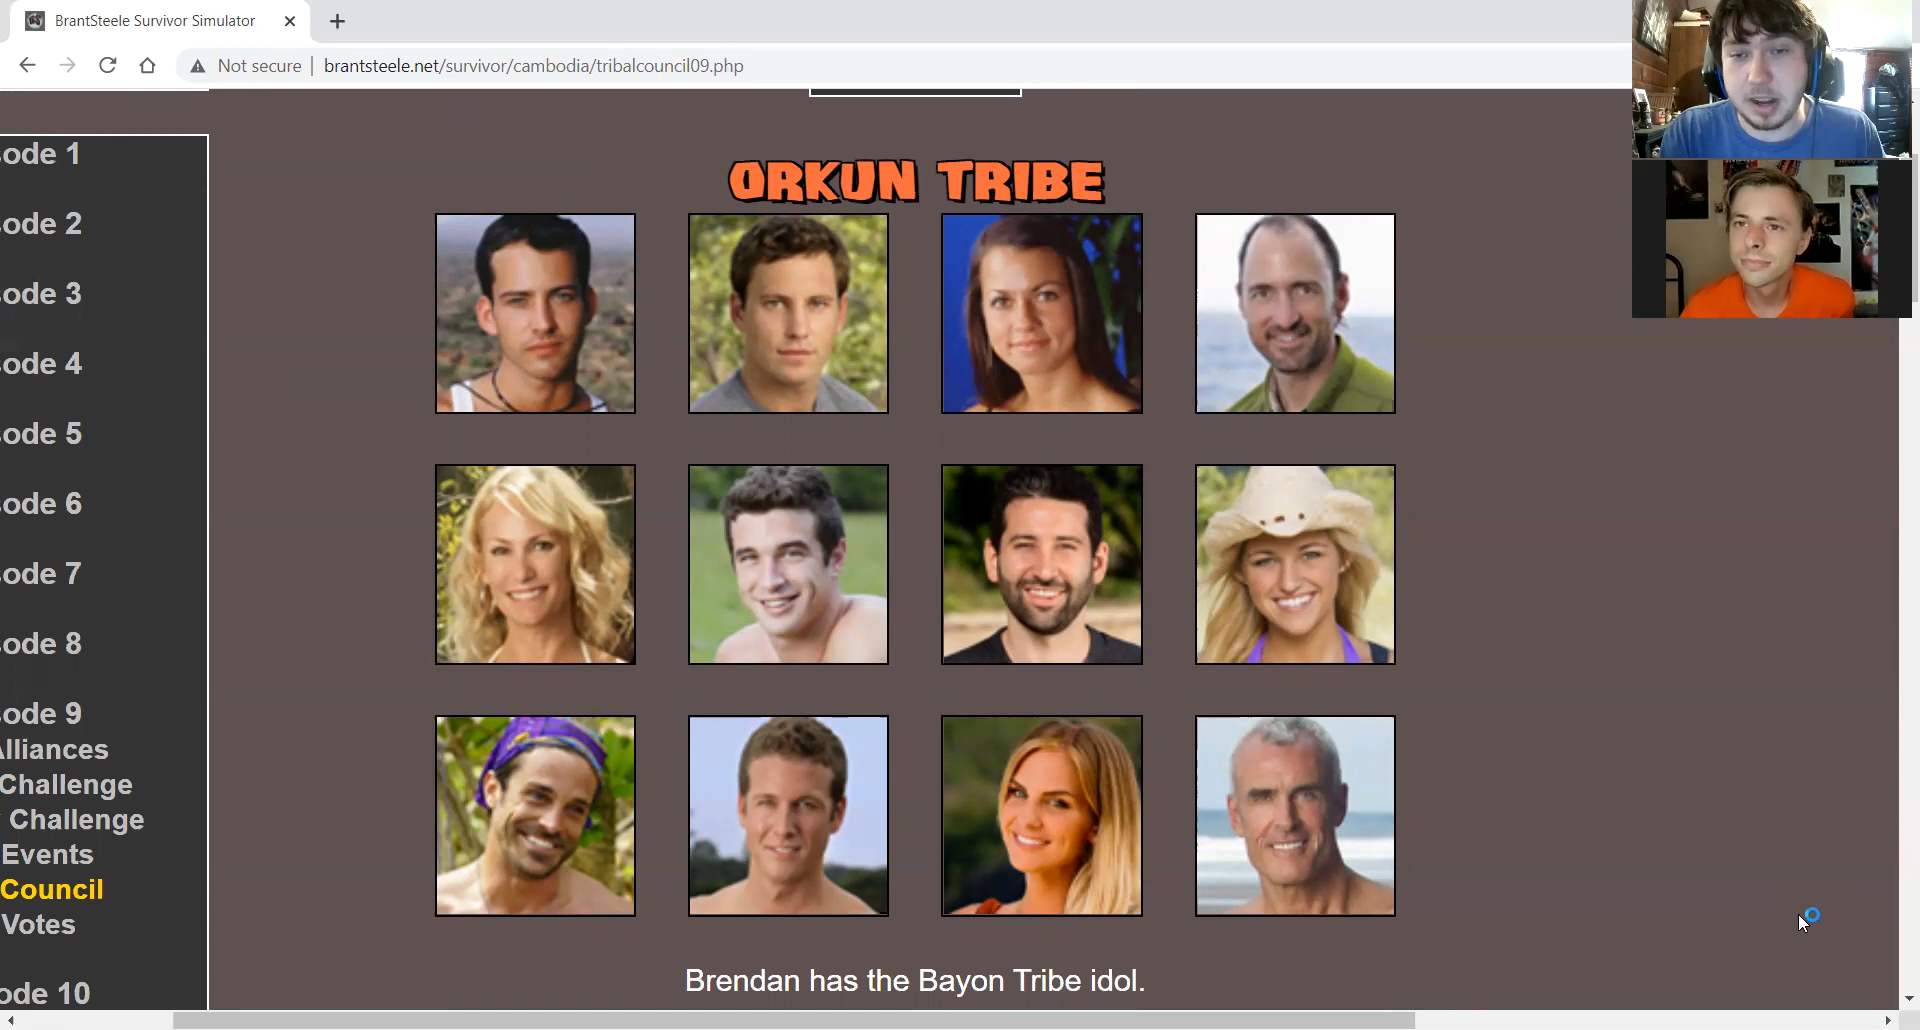 BrantSteele Survivor Simulator
Not secure
brantsteele.net/survivor/cambodia/tribalcouncil09.php
ORKUN TRIBE
ode 1
ode 2
ode 3
ode 4
ode 5
ode 6
ode 7
ode 8
ode 9
Alliances
Challenge
Challenge
Events
Council
Votes
ode 10
Brendan has the Bayon Tribe idol.